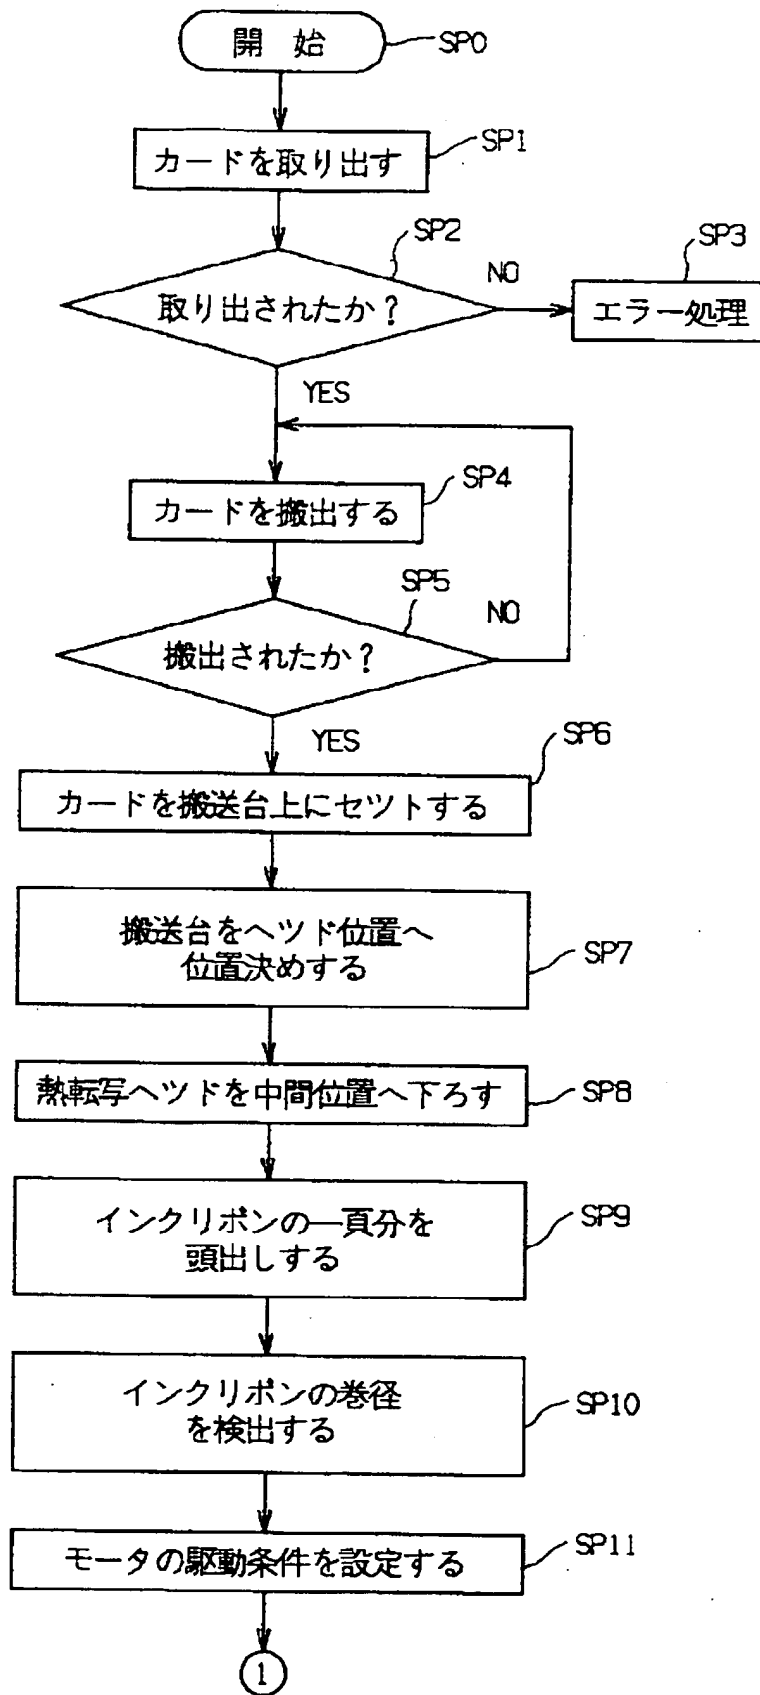 開 始
SP0
SP1
カードを取り出す
SP2
取り出されたか?
NO
SP3
エラー処理
YES
SP4
カードを搬出する
SP5
搬出されたか?
NO
YES
SP6
カードを搬送台上にセツトする
搬送台をヘツド位置へ
位置決めする
SP7
熱転写ヘツドを中間位置へ下ろす
SP8
インクリボンの一頁分を
頭出しする
SP9
インクリボンの巻径
を検出する
SP10
モータの駆動条件を設定する
SP11
1